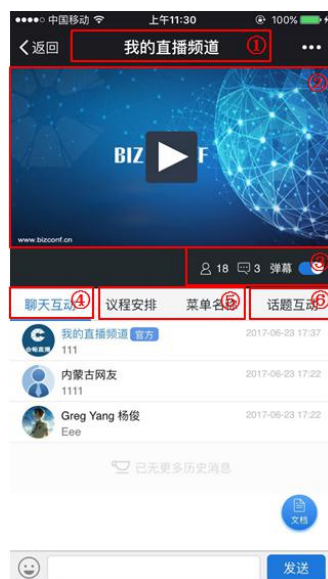 中国移动 上午11:30 100%
返回 我的直播频道 ① •••
②
BIZ F
www.bizconf.cn
18 3 弹幕 ③
聊天互动 ④ 议程安排 菜单名称 ⑤ 话题互动 ⑥
我的直播频道 官方 2017-06-23 17:37
111
内蒙古网友 2017-06-23 17:22
1111
Greg Yang 杨俊 2017-06-23 17:22
Eee
已无更多历史消息
文档
发送